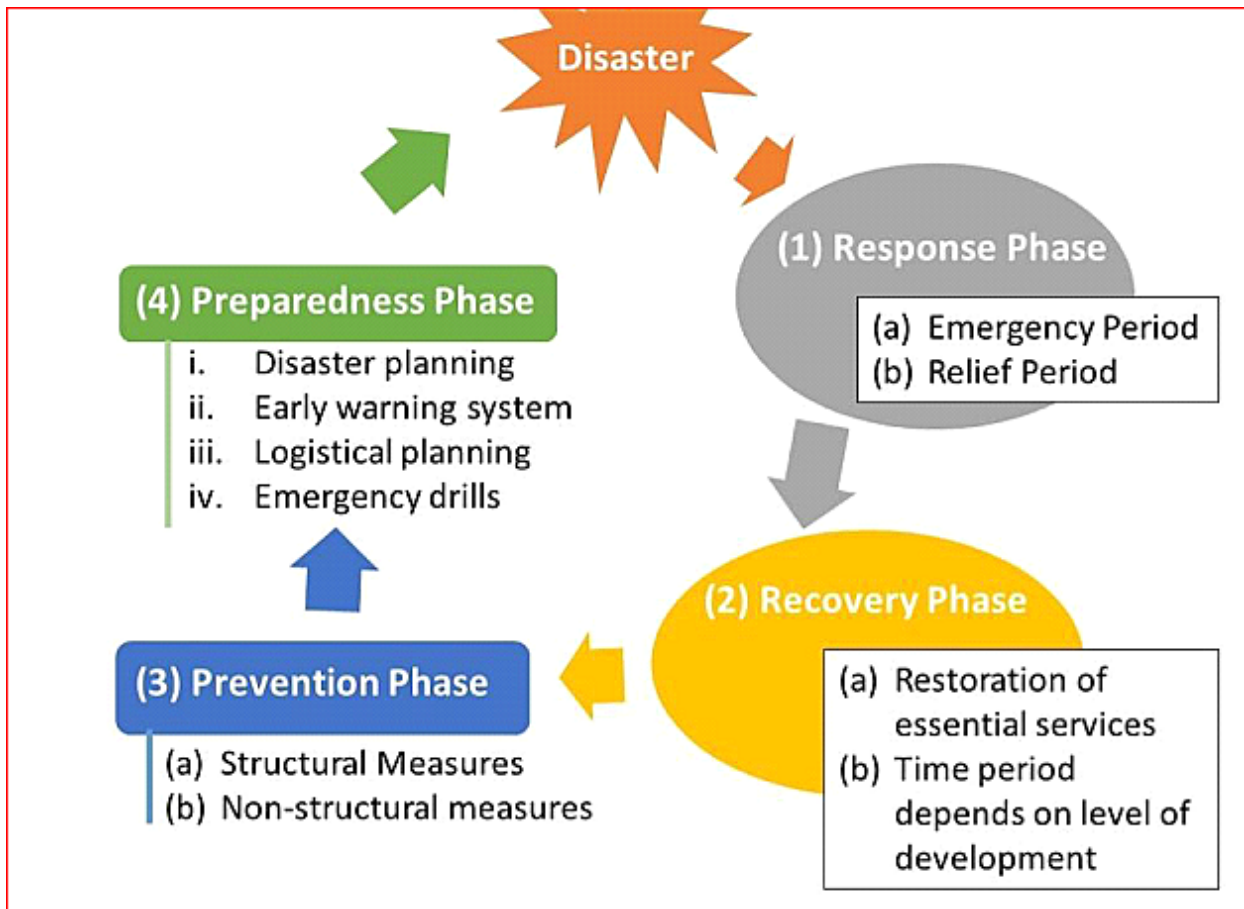 Disaster
(1) Response Phase
(a) Emergency Period
(b) Relief Period
(2) Recovery Phase
(a) Restoration of
essential services
(b) Time period
depends on level of
development
(3) Prevention Phase
(a) Structural Measures
(b) Non-structural measures
(4) Preparedness Phase
i. Disaster planning
ii. Early warning system
iii. Logistical planning
iv. Emergency drills